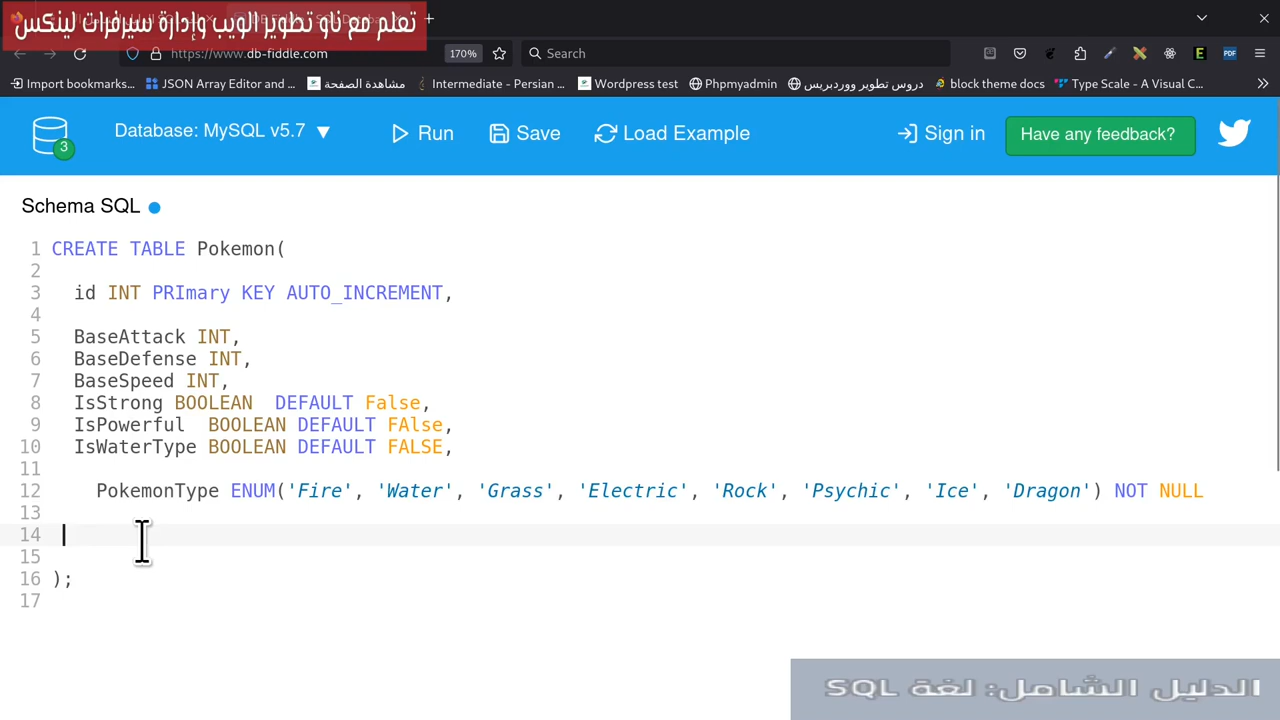 تعلم مع ناو تطوير الويب وإدارة سيرفرات لينكس
https://www.db-fiddle.com
170%
Search
Import bookmarks...
JSON Array Editor and ...
مشاهدة الصفحة
Intermediate - Persian ...
Wordpress test
Phpmyadmin
دروس تطوير ووردبريس
block theme docs
Type Scale - A Visual C...
3
Database: MySQL v5.7
Run
Save
Load Example
Sign in
Have any feedback?
Schema SQL
1 CREATE TABLE Pokemon(
2
3 id INT PRImary KEY AUTO_INCREMENT,
4
5 BaseAttack INT,
6 BaseDefense INT,
7 BaseSpeed INT,
8 IsStrong BOOLEAN  DEFAULT False,
9 IsPowerful  BOOLEAN DEFAULT FAlse,
10 IsWaterType BOOLEAN DEFAULT FALSE,
11
12 PokemonType ENUM('Fire', 'Water', 'Grass', 'Electric', 'Rock', 'Psychic', 'Ice', 'Dragon') NOT NULL
13
14
15
16 );
17
الدليل الشامل: لغة SQL